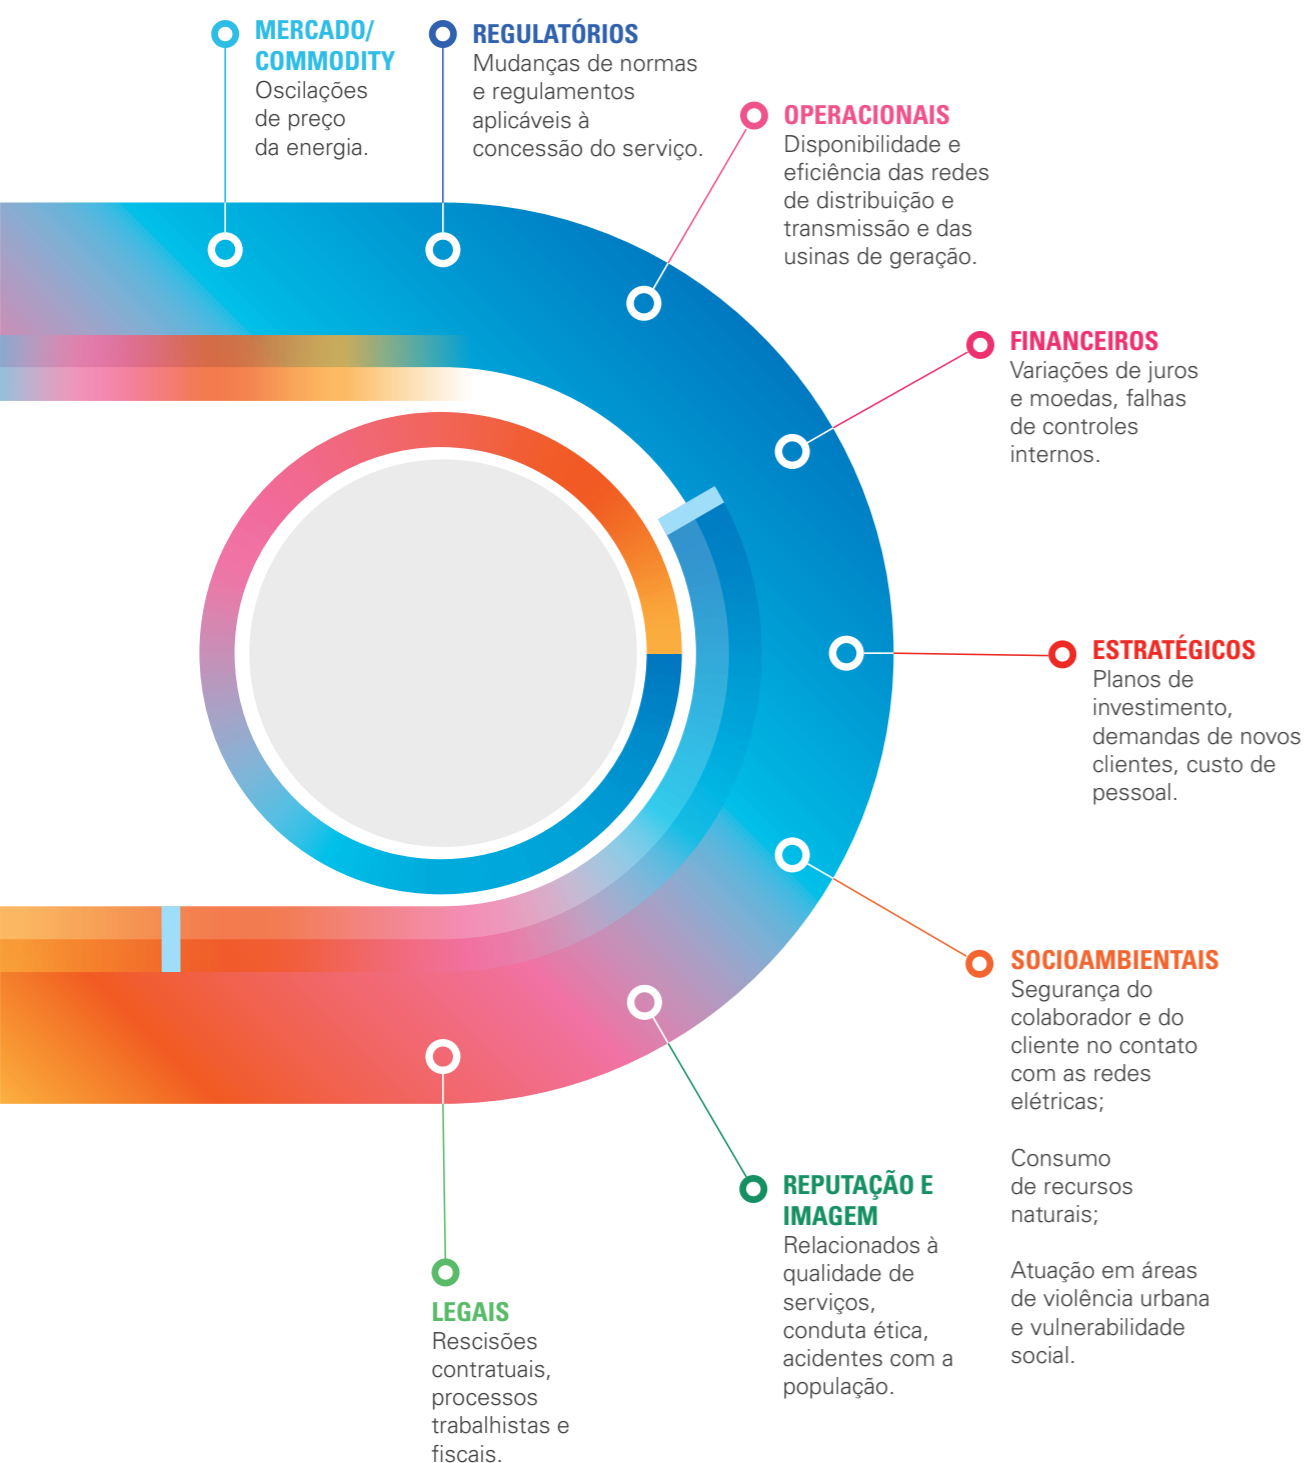 MERCADO/
COMMODITY
Oscilações
de preço
da energia.
REGULATÓRIOS
Mudanças de normas
e regulamentos
aplicáveis à
concessão do serviço.
OPERACIONAIS
Disponibilidade e
eficiência das redes
de distribuição e
transmissão e das
usinas de geração.
FINANCEIROS
Variações de juros
e moedas, falhas
de controles
internos.
ESTRATÉGICOS
Planos de
investimento,
demandas de novos
clientes, custo de
pessoal.
SOCIOAMBIENTAIS
Segurança do
colaborador e do
cliente no contato
com as redes
elétricas;
Consumo
de recursos
naturais;
Atuação em áreas
de violência urbana
e vulnerabilidade
social.
REPUTAÇÃO E
IMAGEM
Relacionados à
qualidade de
serviços,
conduta ética,
acidentes com a
população.
LEGAIS
Rescisões
contratuais,
processos
trabalhistas e
fiscais.